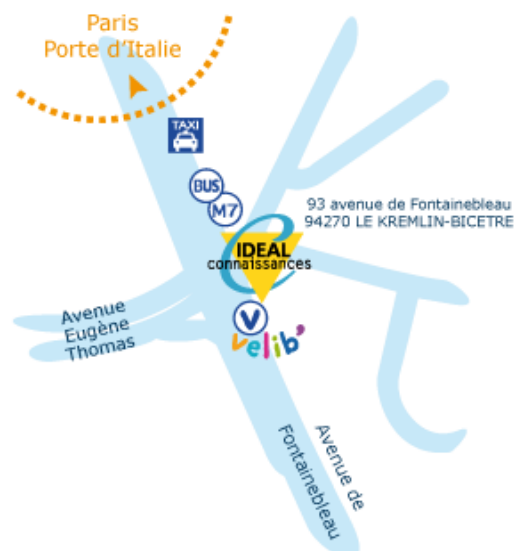 Paris
Porte d'Italie
TAXI
BUS
M7
93 avenue de Fontainebleau
94270 LE KREMLIN-BICETRE
IDEAL
connaissances
Avenue
Eugène
Thomas
V
velib'
Avenue de
Fontainebleau